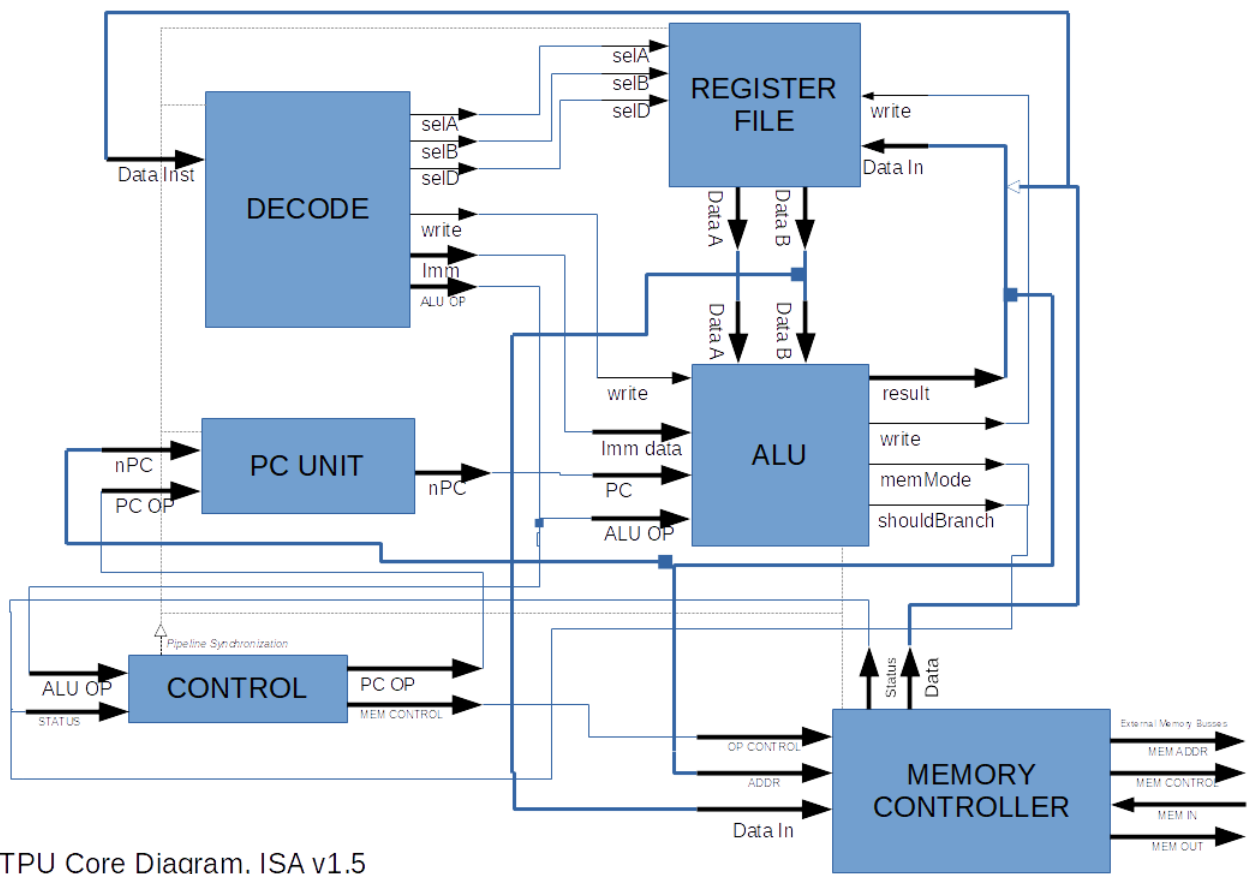 REGISTER
FILE
selA
selB
selD
write
Data In
Data A
Data B
DECODE
Data Inst
selA
selB
selD
write
Imm
ALU OP
Data A
Data B
ALU
write
Imm data
PC
ALU OP
result
write
memMode
shouldBranch
PC UNIT
nPC
PC OP
nPC
Pipeline Synchronization
CONTROL
ALU OP
STATUS
PC OP
MEM CONTROL
Status
Data
MEMORY
CONTROLLER
OP CONTROL
ADDR
Data In
External Memory Busses
MEM ADDR
MEM CONTROL
MEM IN
MEM OUT
TPU Core Diagram. ISA v1.5